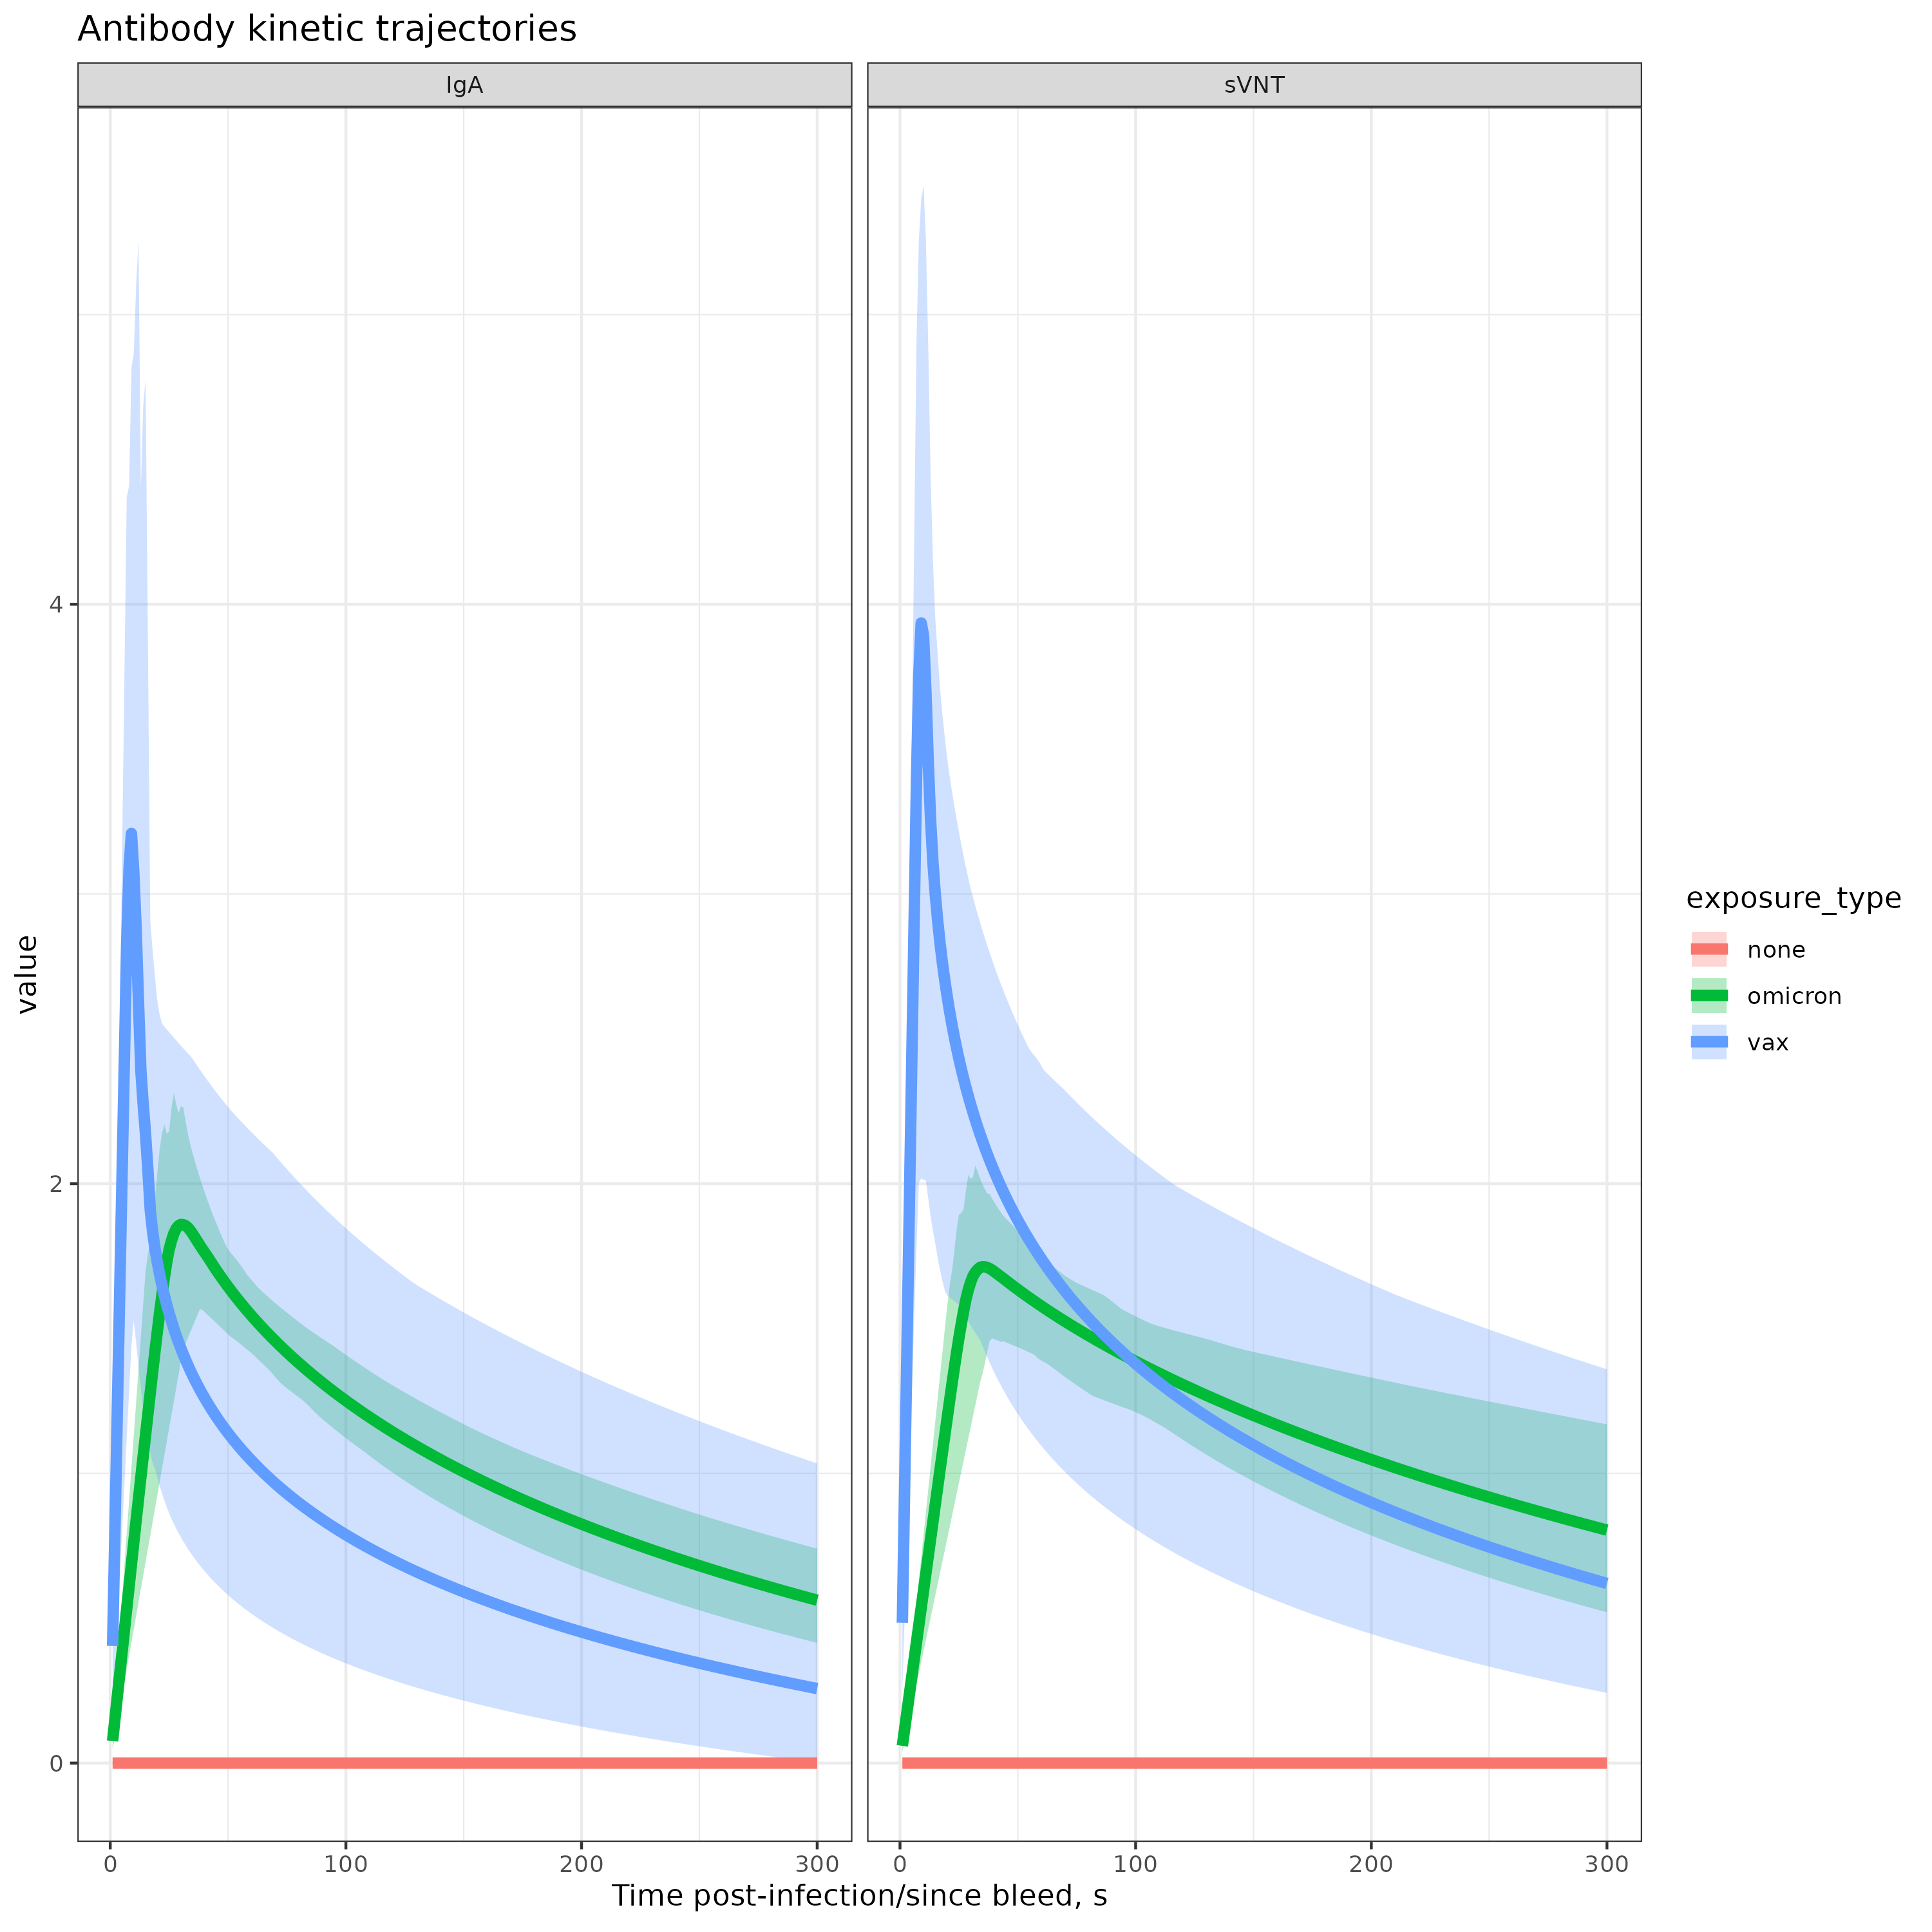 Antibody kinetic trajectories
IgA
sVNT
value
4
2
0
0
100
200
300
0
100
200
300
Time post-infection/since bleed, s
exposure_type
none
omicron
vax